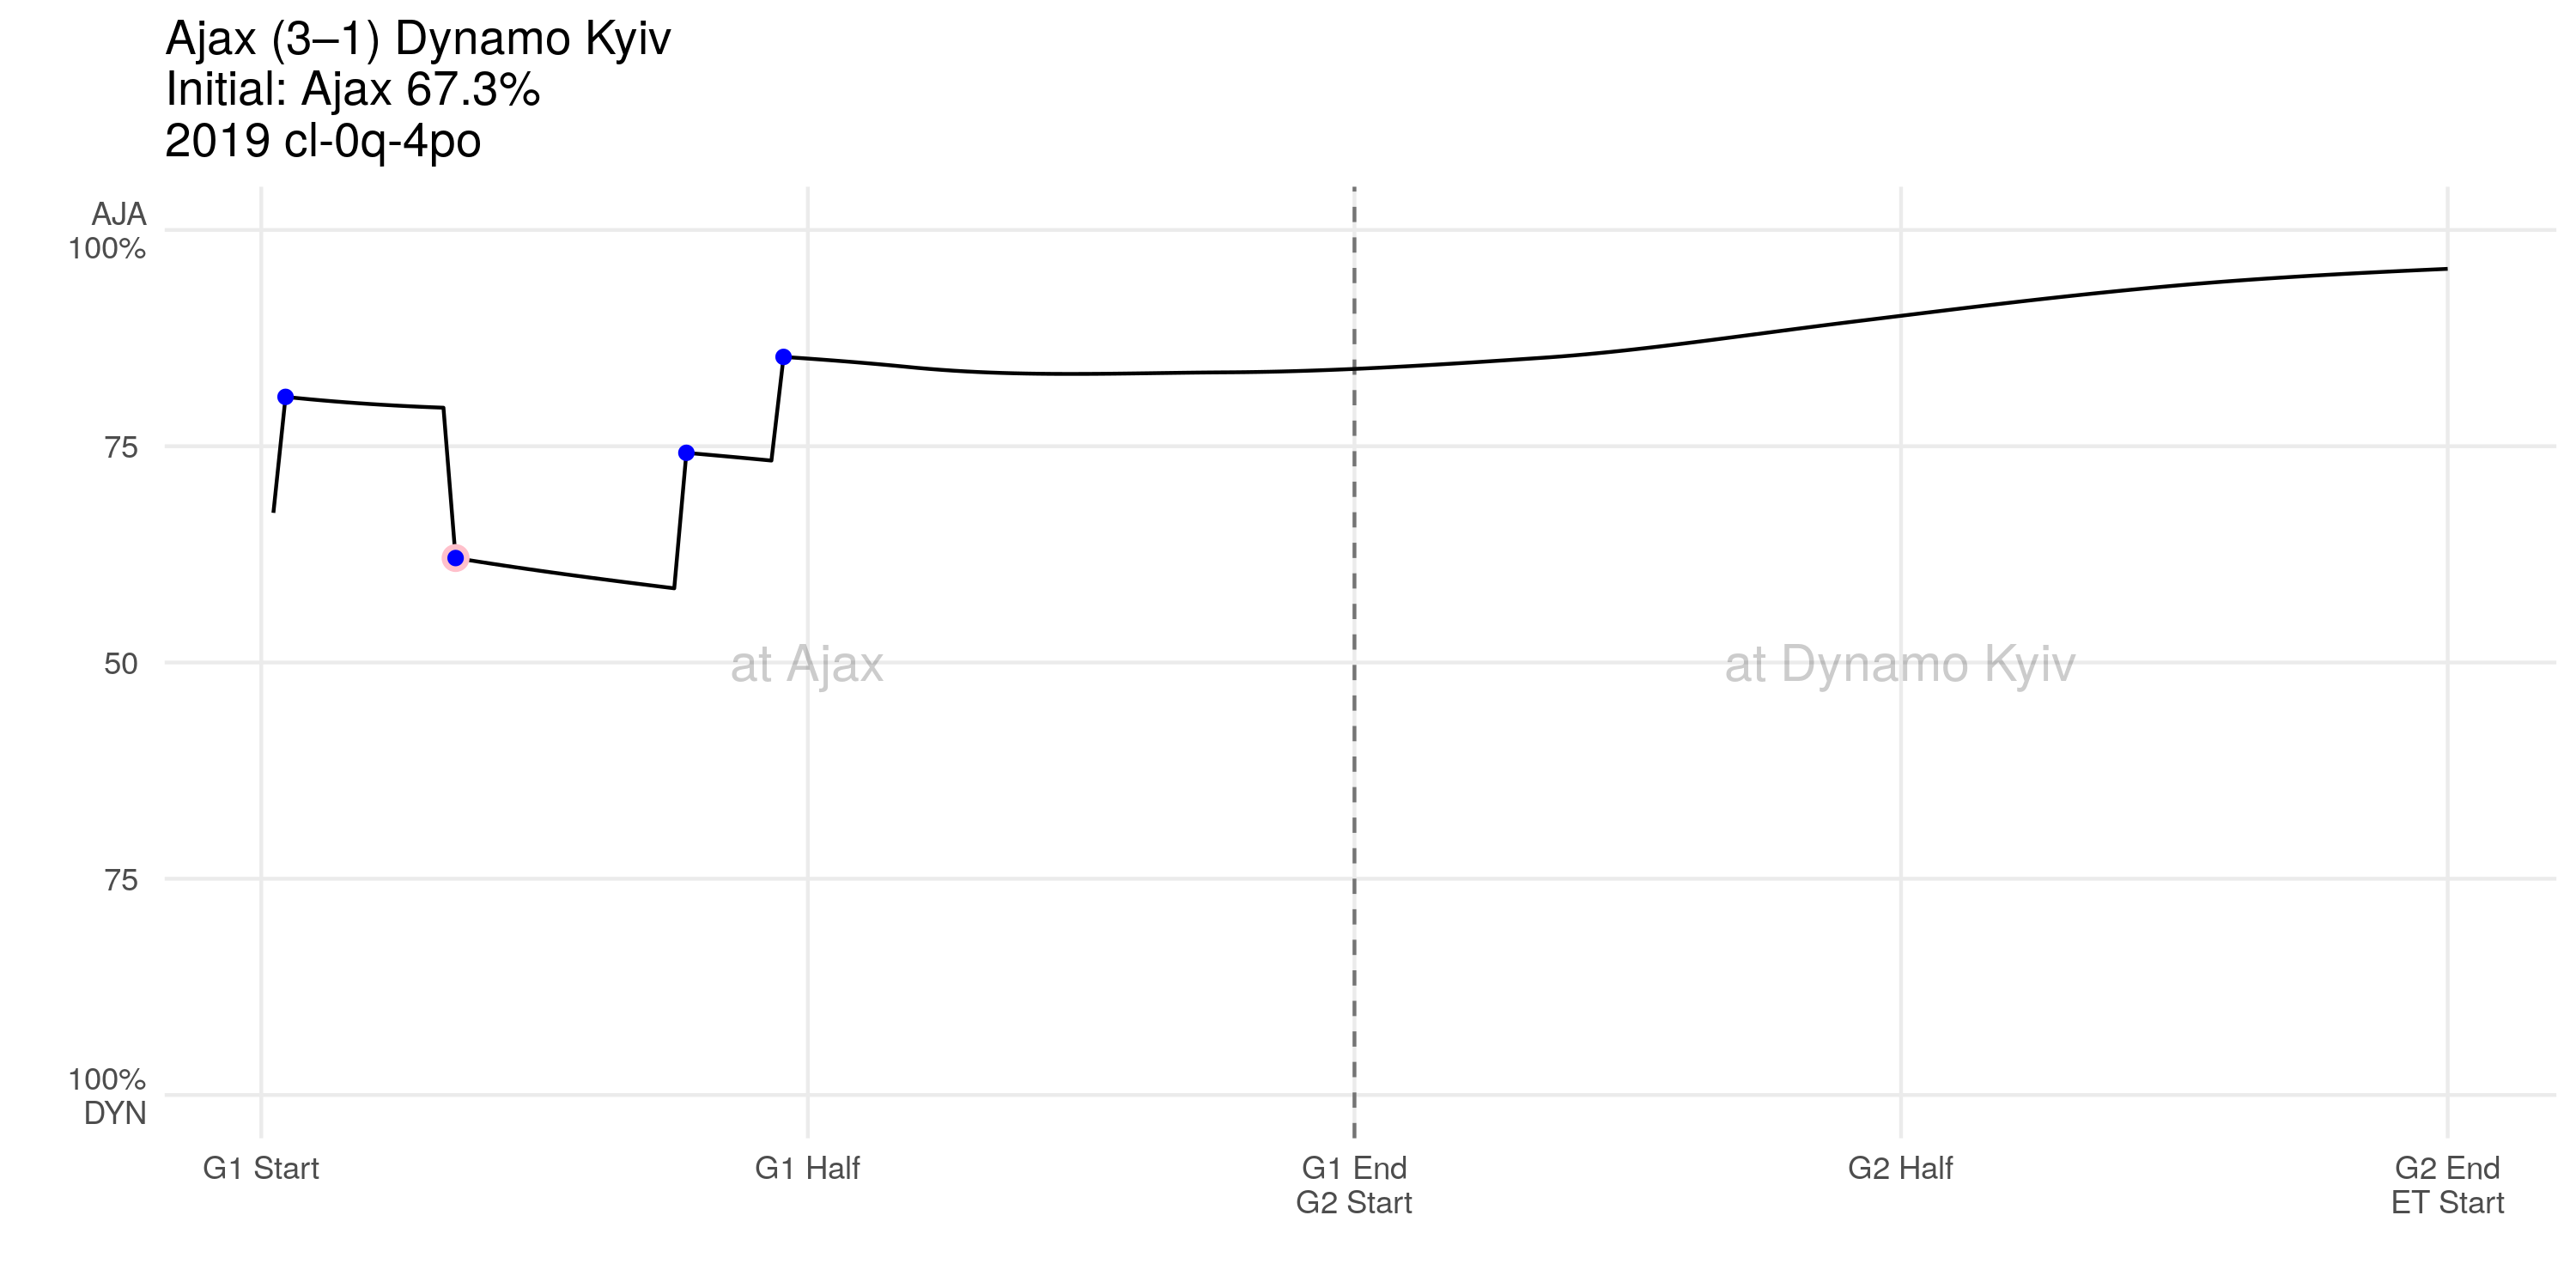 Ajax (3–1) Dynamo Kyiv
Initial: Ajax 67.3%
2019 cl-0q-4po
AJA
100%
75
50
75
100%
DYN
at Ajax
at Dynamo Kyiv
G1 Start
G1 Half
G1 End
G2 Start
G2 Half
G2 End
ET Start